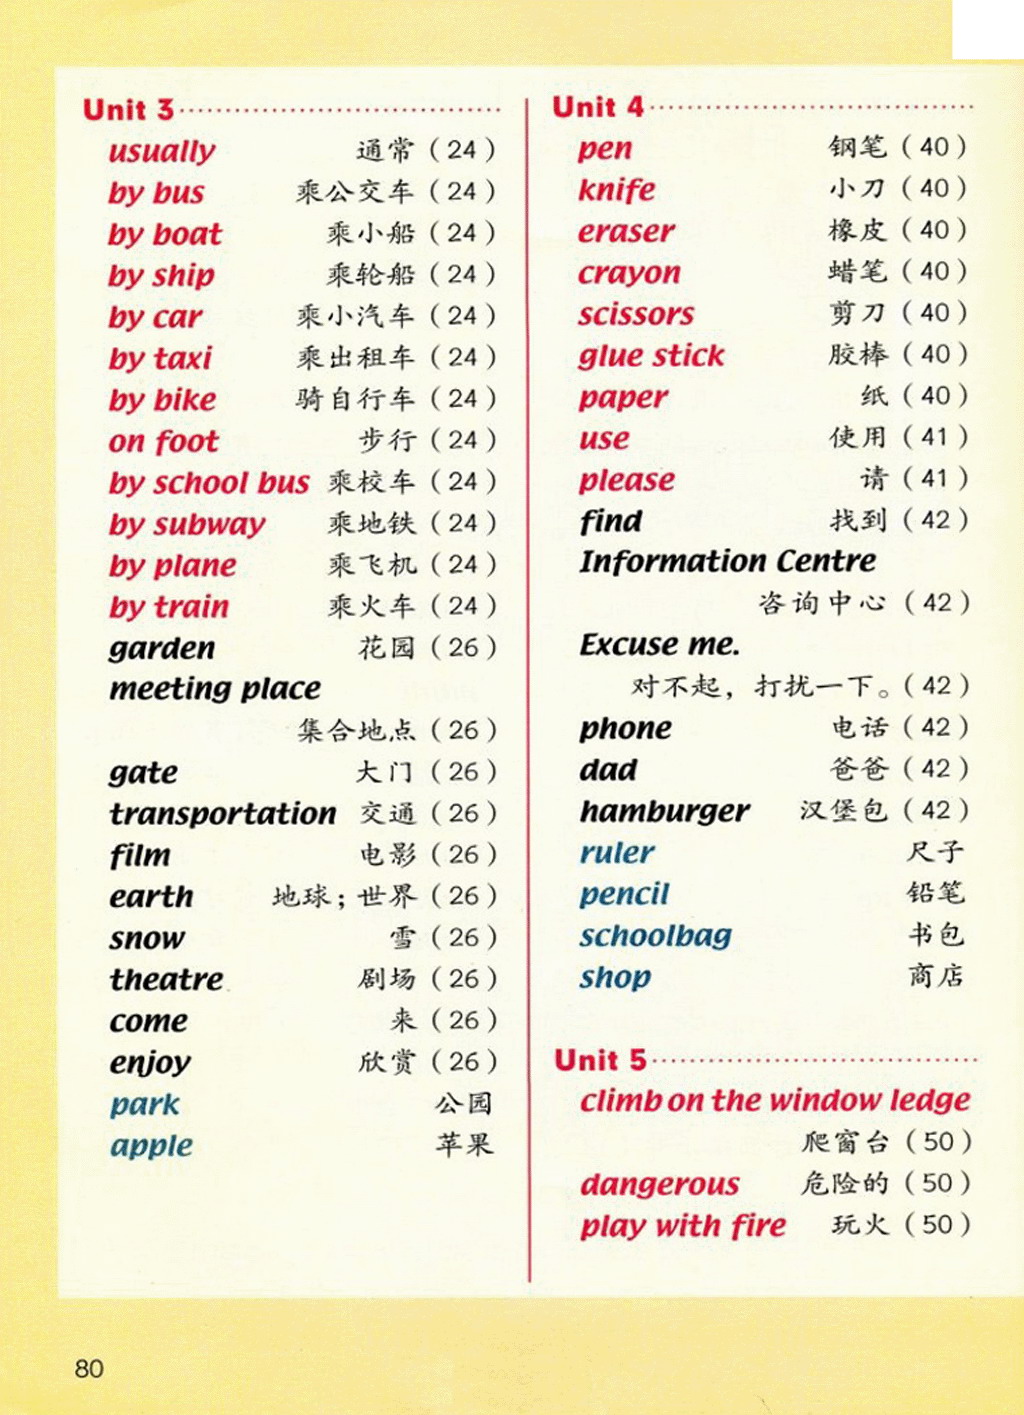 Unit 3
usually 通常 ( 24 )
by bus 乘公交车 ( 24 )
by boat 乘小船 ( 24 )
by ship 乘轮船 ( 24 )
by car 乘小汽车 ( 24 )
by taxi 乘出租车 ( 24 )
by bike 骑自行车 ( 24 )
on foot 步行 ( 24 )
by school bus 乘校车 ( 24 )
by subway 乘地铁 ( 24 )
by plane 乘飞机 ( 24 )
by train 乘火车 ( 24 )
garden 花园 ( 26 )
meeting place
集合地点 ( 26 )
gate 大门 ( 26 )
transportation 交通 ( 26 )
film 电影 ( 26 )
earth 地球；世界 ( 26 )
snow 雪 ( 26 )
theatre 剧场 ( 26 )
come 来 ( 26 )
enjoy 欣赏 ( 26 )
park 公园
apple 苹果
Unit 4
pen 钢笔 ( 40 )
knife 小刀 ( 40 )
eraser 橡皮 ( 40 )
crayon 蜡笔 ( 40 )
scissors 剪刀 ( 40 )
glue stick 胶棒 ( 40 )
paper 纸 ( 40 )
use 使用 ( 41 )
please 请 ( 41 )
find 找到 ( 42 )
Information Centre
咨询中心 ( 42 )
Excuse me.
对不起，打扰一下。( 42 )
phone 电话 ( 42 )
dad 爸爸 ( 42 )
hamburger 汉堡包 ( 42 )
ruler 尺子
pencil 铅笔
schoolbag 书包
shop 商店
Unit 5
climb on the window ledge
爬窗台 ( 50 )
dangerous 危险的 ( 50 )
play with fire 玩火 ( 50 )
80